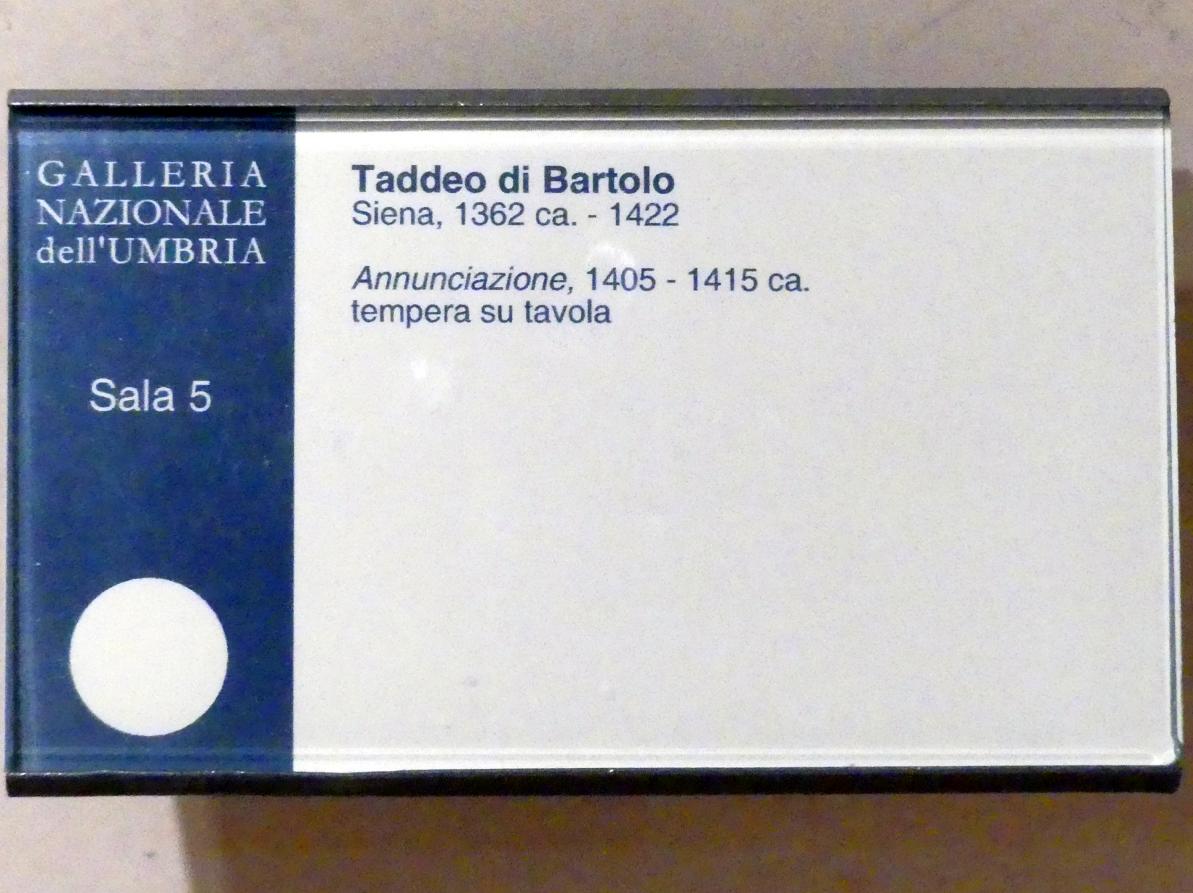 GALLERIA
NAZIONALE
dell'UMBRIA
Sala 5
Taddeo di Bartolo
Siena, 1362 ca. - 1422
Annunciazione, 1405 - 1415 ca.
tempera su tavola